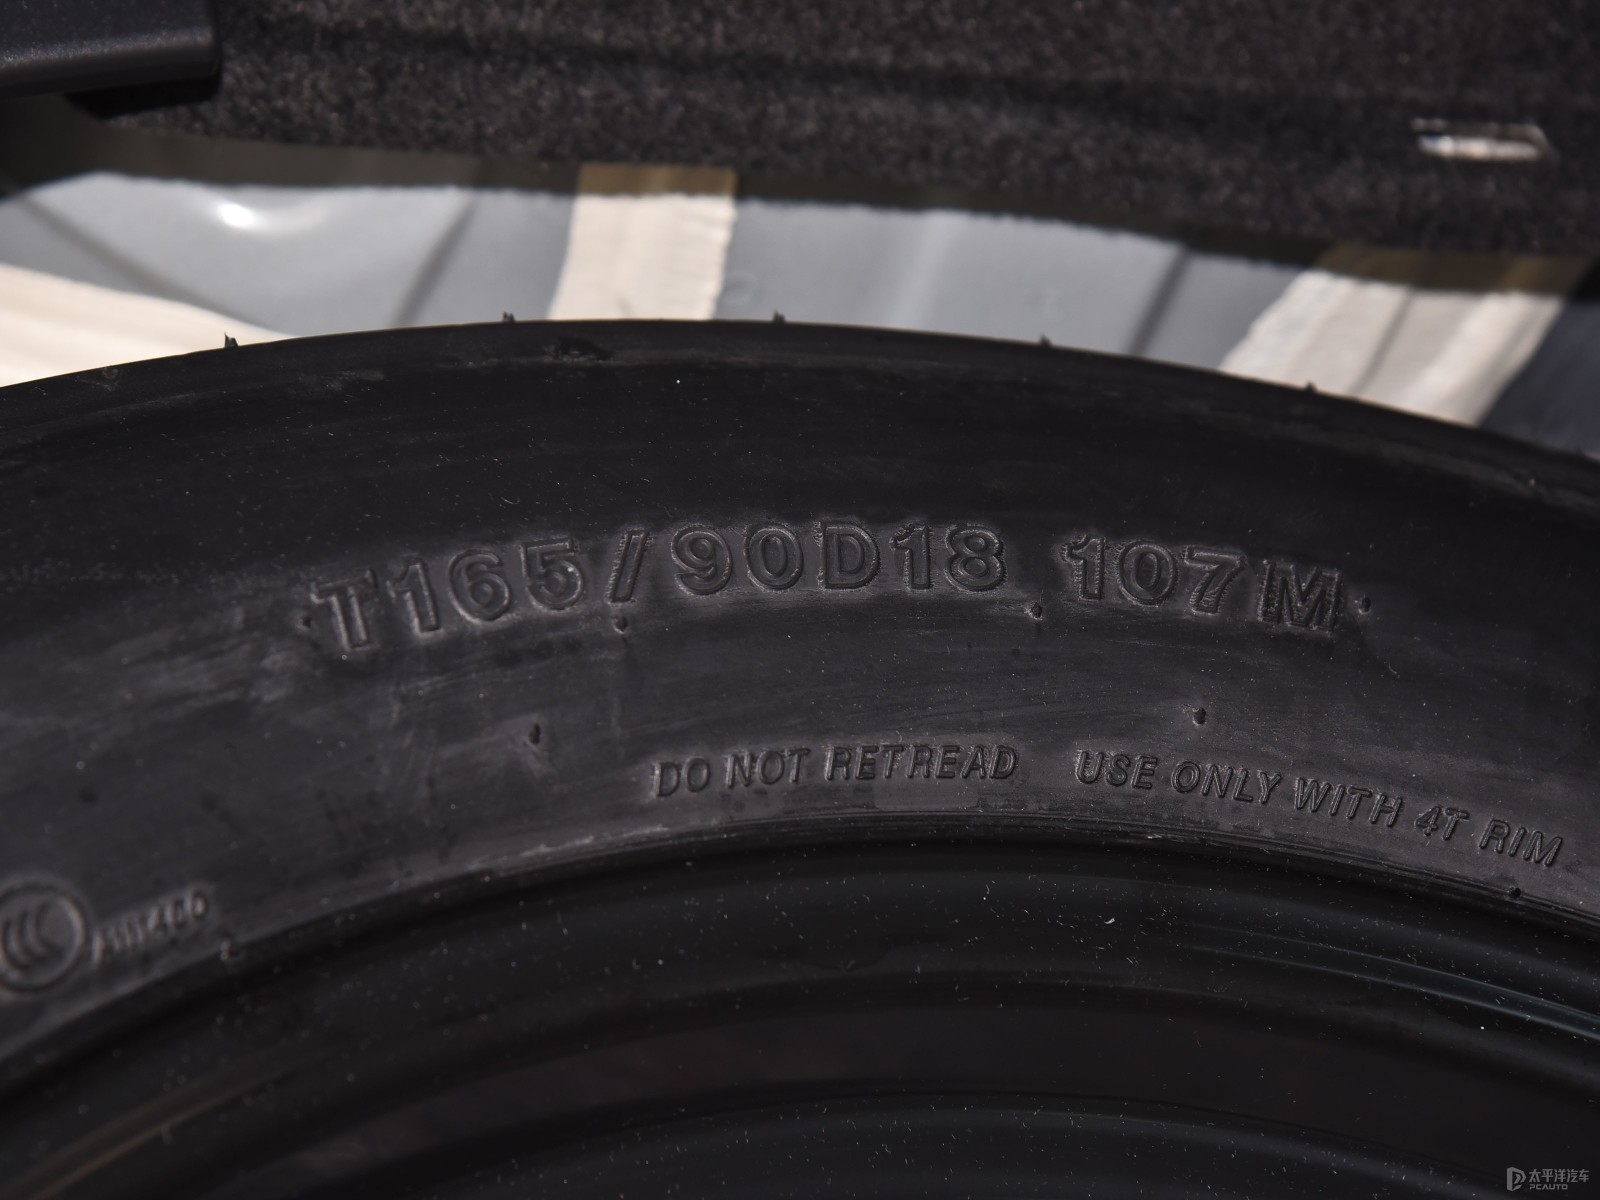 T165/90D18 107M
DO NOT RETREAD USE ONLY WITH 4T RIM
太平洋汽车
PCAUTO